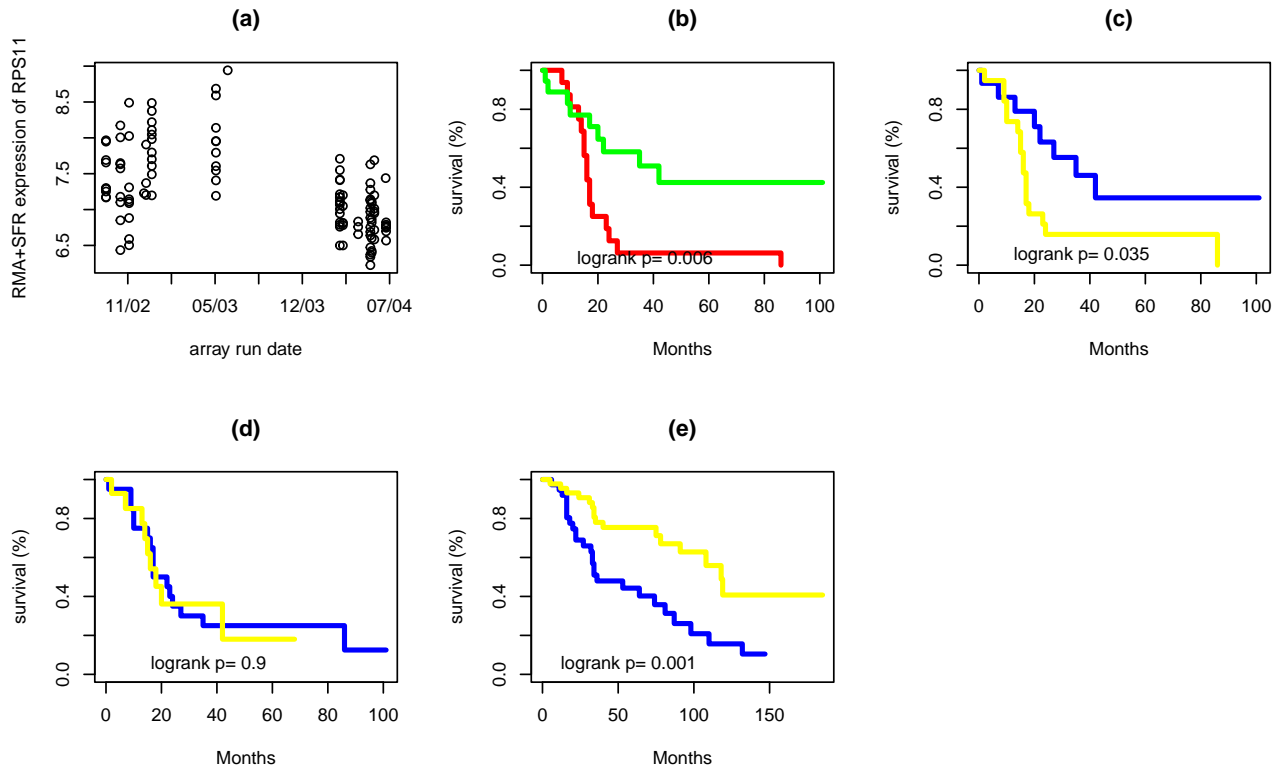 (a)
RMA+SFR expression of RPS11
8.5
7.5
6.5
11/02 05/03 12/03 07/04
array run date
(b)
survival (%)
0.8
0.4
0.0
logrank p= 0.006
0 20 40 60 80 100
Months
(c)
survival (%)
0.8
0.4
0.0
logrank p= 0.035
0 20 40 60 80 100
Months
(d)
survival (%)
0.8
0.4
0.0
logrank p= 0.9
0 20 40 60 80 100
Months
(e)
survival (%)
0.8
0.4
0.0
logrank p= 0.001
0 50 100 150
Months